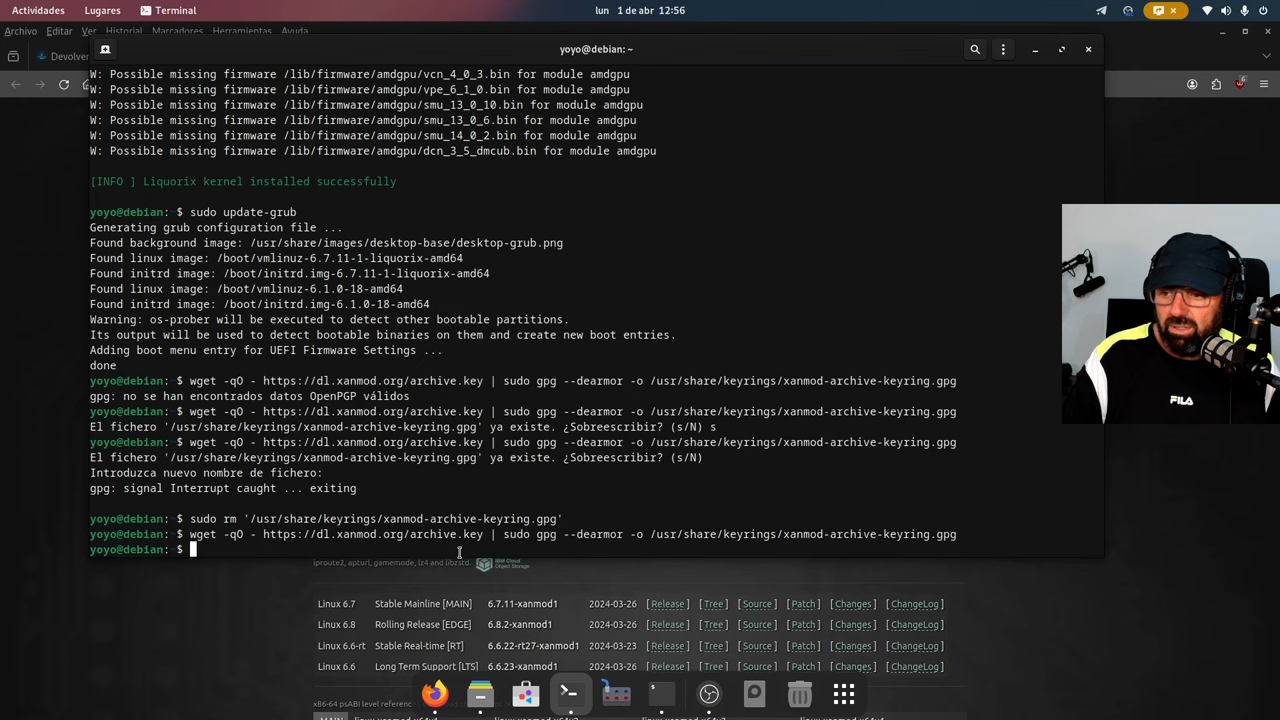 Actividades Lugares Terminal lun 1 de abr 12:56
Archivo Editar Ver Historial Marcadores Herramientas Ayuda
Devolver
yoyo@debian: ~
W: Possible missing firmware /lib/firmware/amdgpu/vcn_4_0_3.bin for module amdgpu
W: Possible missing firmware /lib/firmware/amdgpu/vpe_6_1_0.bin for module amdgpu
W: Possible missing firmware /lib/firmware/amdgpu/smu_13_0_10.bin for module amdgpu
W: Possible missing firmware /lib/firmware/amdgpu/smu_13_0_6.bin for module amdgpu
W: Possible missing firmware /lib/firmware/amdgpu/smu_14_0_2.bin for module amdgpu
W: Possible missing firmware /lib/firmware/amdgpu/dcn_3_5_dmcub.bin for module amdgpu
[INFO ] Liquorix kernel installed successfully
yoyo@debian:~$ sudo update-grub
Generating grub configuration file ...
Found background image: /usr/share/images/desktop-base/desktop-grub.png
Found linux image: /boot/vmlinuz-6.7.11-1-liquorix-amd64
Found initrd image: /boot/initrd.img-6.7.11-1-liquorix-amd64
Found linux image: /boot/vmlinuz-6.1.0-18-amd64
Found initrd image: /boot/initrd.img-6.1.0-18-amd64
Warning: os-prober will be executed to detect other bootable partitions.
Its output will be used to detect bootable binaries on them and create new boot entries.
Adding boot menu entry for UEFI Firmware Settings ...
done
yoyo@debian:~$ wget -qO - https://dl.xanmod.org/archive.key | sudo gpg --dearmor -o /usr/share/keyrings/xanmod-archive-keyring.gpg
gpg: no se han encontrados datos OpenPGP válidos
yoyo@debian:~$ wget -qO - https://dl.xanmod.org/archive.key | sudo gpg --dearmor -o /usr/share/keyrings/xanmod-archive-keyring.gpg
El fichero '/usr/share/keyrings/xanmod-archive-keyring.gpg' ya existe. ¿Sobreescribir? (s/N) s
yoyo@debian:~$ wget -qO - https://dl.xanmod.org/archive.key | sudo gpg --dearmor -o /usr/share/keyrings/xanmod-archive-keyring.gpg
El fichero '/usr/share/keyrings/xanmod-archive-keyring.gpg' ya existe. ¿Sobreescribir? (s/N)
Introduzca nuevo nombre de fichero:
gpg: signal Interrupt caught ... exiting
yoyo@debian:~$ sudo rm '/usr/share/keyrings/xanmod-archive-keyring.gpg'
yoyo@debian:~$ wget -qO - https://dl.xanmod.org/archive.key | sudo gpg --dearmor -o /usr/share/keyrings/xanmod-archive-keyring.gpg
yoyo@debian:~$
FILA
iproute2, apturl, gamemode, lz4 and libzstd. IBM Cloud Object Storage
Linux 6.7 Stable Mainline [MAIN] 6.7.11-xanmod1 2024-03-26 [Release] [Tree] [Source] [Patch] [Changes] [ChangeLog]
Linux 6.8 Rolling Release [EDGE] 6.8.2-xanmod1 2024-03-26 [Release] [Tree] [Source] [Patch] [Changes] [ChangeLog]
Linux 6.6-rt Stable Real-time [RT] 6.6.22-rt27-xanmod1 2024-03-23 [Release] [Tree] [Source] [Patch] [Changes] [ChangeLog]
Linux 6.6 Long Term Support [LTS] 6.6.23-xanmod1 2024-03-26 [Release] [Tree] [Source] [Patch] [Changes] [ChangeLog]
x86-64 psABI level